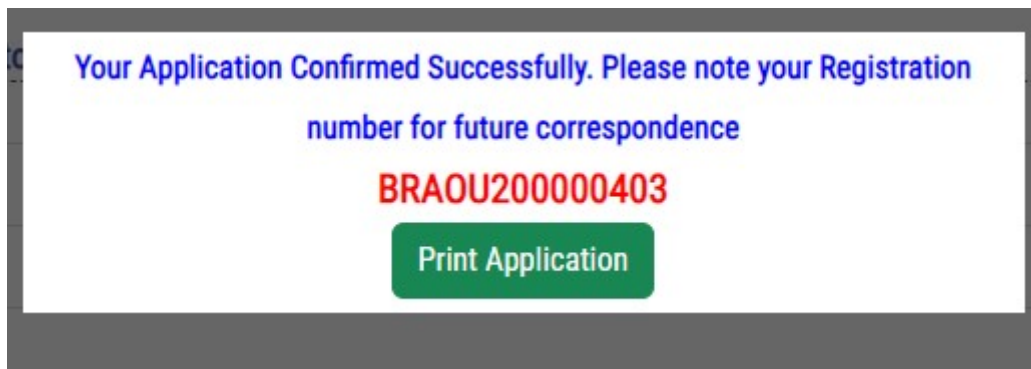 Your Application Confirmed Successfully. Please note your Registration
number for future correspondence
BRAOU200000403
Print Application